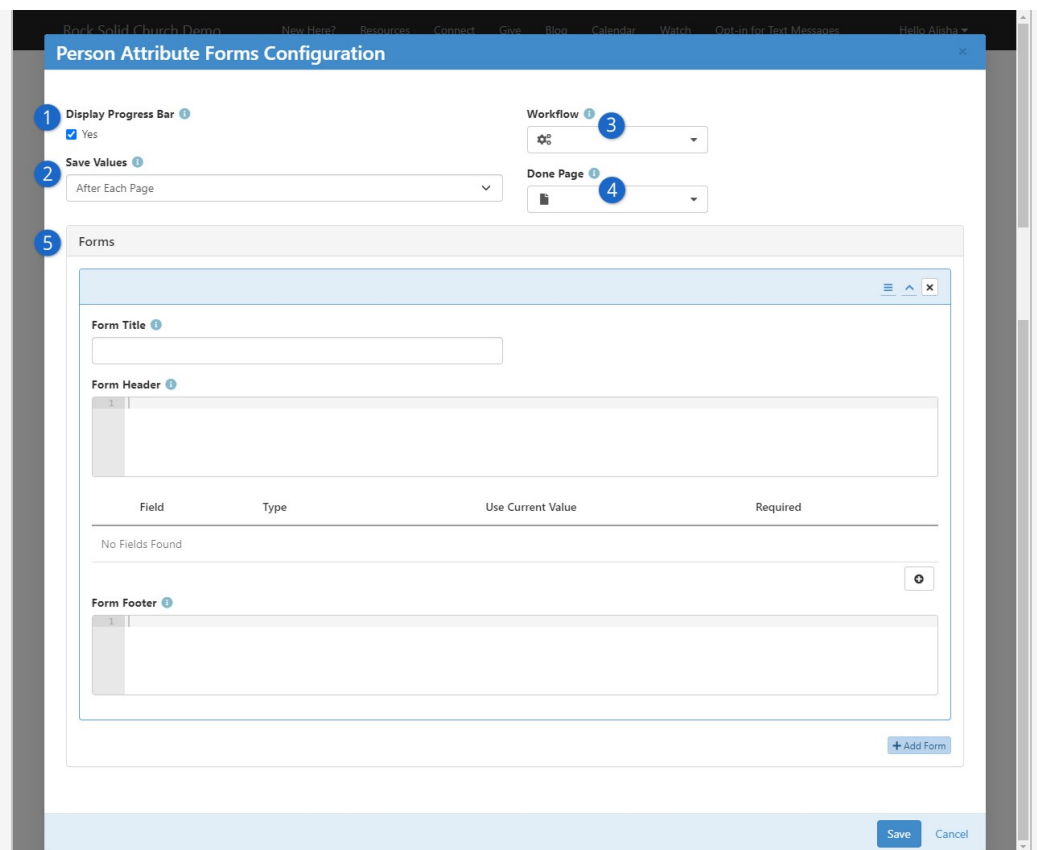 Rock Solid Church Demo New Here? Resources Connect Give Blog Calendar Watch Opt-in for Text Messages Hello Alisha
Person Attribute Forms Configuration ×
1 Display Progress Bar
Yes
2 Save Values
After Each Page
Workflow 3
Done Page 4
5 Forms
Form Title
Form Header
1
Field Type Use Current Value Required
No Fields Found
Form Footer
1
+ Add Form
Save Cancel